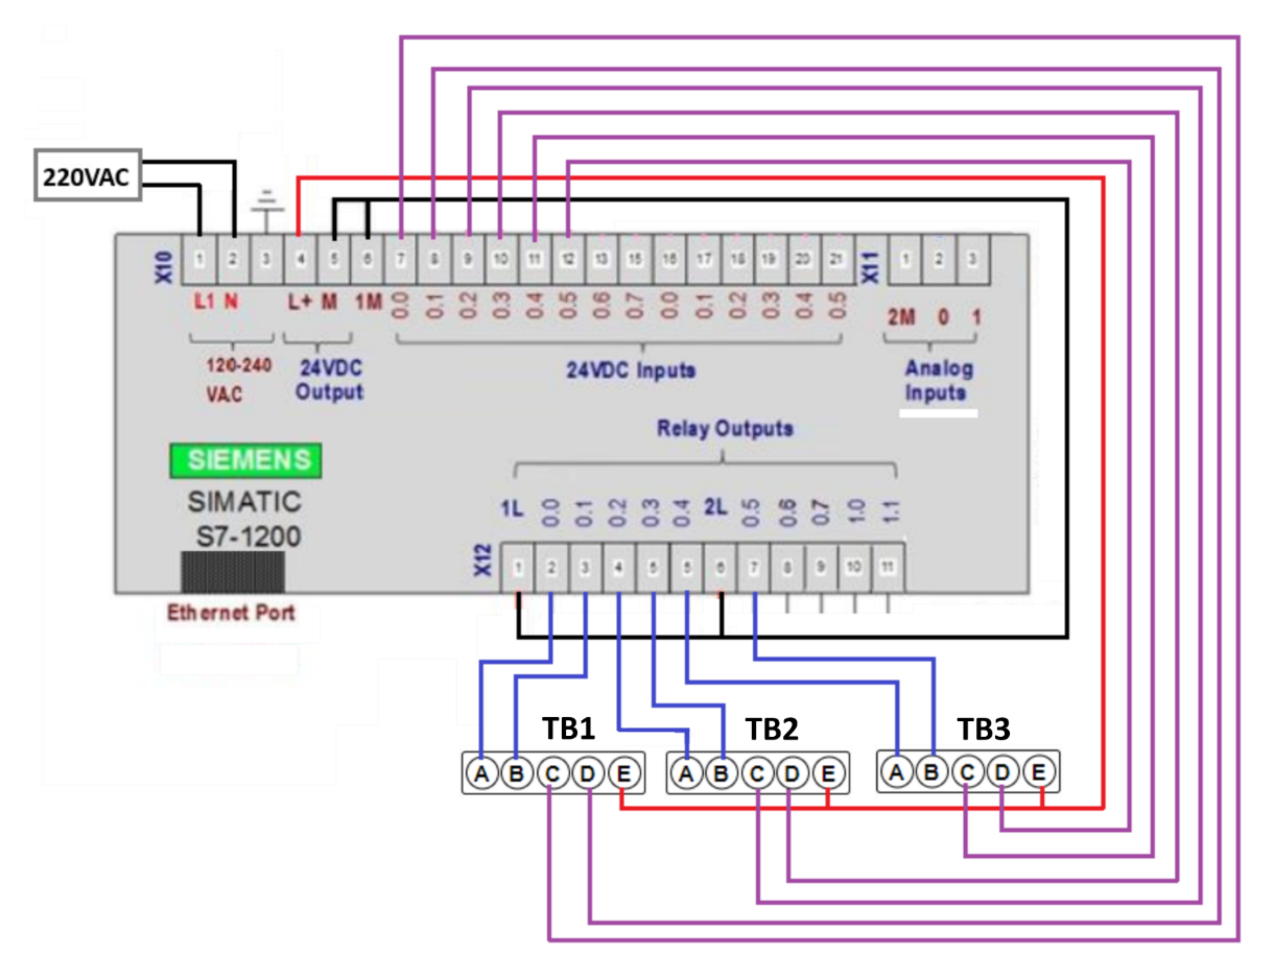 220VAC
X10 1 2 3 4 5 6 7 8 9 10 11 12 13 15 15 16 17 18 19 20 21 X11 1 2 3
L1 N L+ M 1M 0.0 0.1 0.2 0.3 0.4 0.5 0.6 0.7 0.0 0.1 0.2 0.3 0.4 0.5 2M 0 1
120-240
VAC
24VDC
Output
24VDC Inputs
Analog
Inputs
Relay Outputs
SIEMENS
SIMATIC
S7-1200
1L 0.0 0.1 0.2 0.3 0.4 2L 0.5 0.6 0.7 1.0 1.1
X12 1 2 3 4 5 5 6 7 8 9 10 11
Ethernet Port
TB1 TB2 TB3
A B C D E A B C D E A B C D E